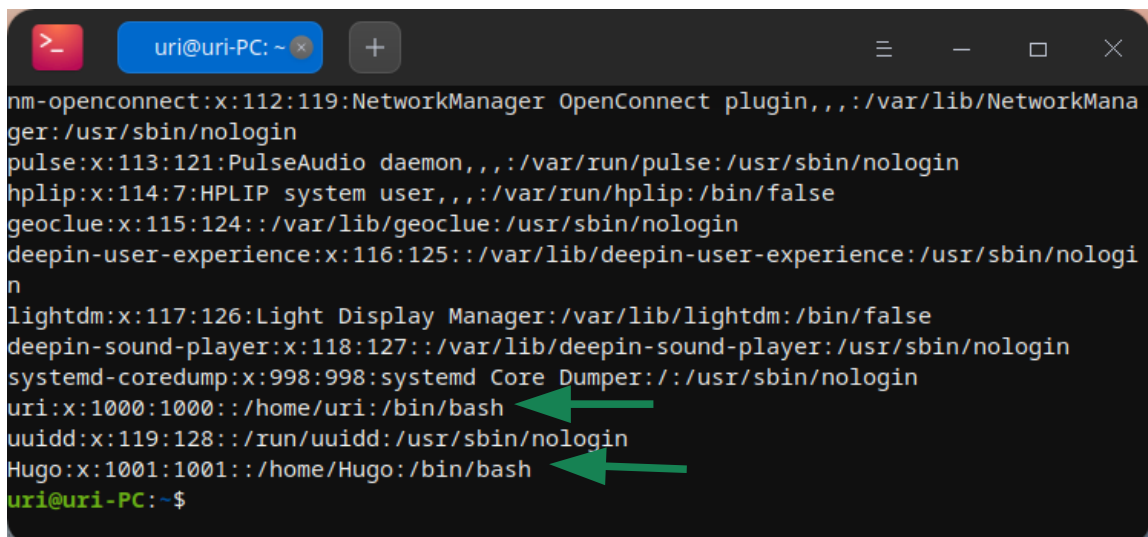 >_
uri@uri-PC: ~
nm-openconnect:x:112:119:NetworkManager OpenConnect plugin,,,:/var/lib/NetworkMana
ger:/usr/sbin/nologin
pulse:x:113:121:PulseAudio daemon,,,:/var/run/pulse:/usr/sbin/nologin
hplip:x:114:7:HPLIP system user,,,:/var/run/hplip:/bin/false
geoclue:x:115:124::/var/lib/geoclue:/usr/sbin/nologin
deepin-user-experience:x:116:125::/var/lib/deepin-user-experience:/usr/sbin/nologi
n
lightdm:x:117:126:Light Display Manager:/var/lib/lightdm:/bin/false
deepin-sound-player:x:118:127::/var/lib/deepin-sound-player:/usr/sbin/nologin
systemd-coredump:x:998:998:systemd Core Dumper:/:/usr/sbin/nologin
uri:x:1000:1000::/home/uri:/bin/bash
uuidd:x:119:128::/run/uuidd:/usr/sbin/nologin
Hugo:x:1001:1001::/home/Hugo:/bin/bash
uri@uri-PC:~$